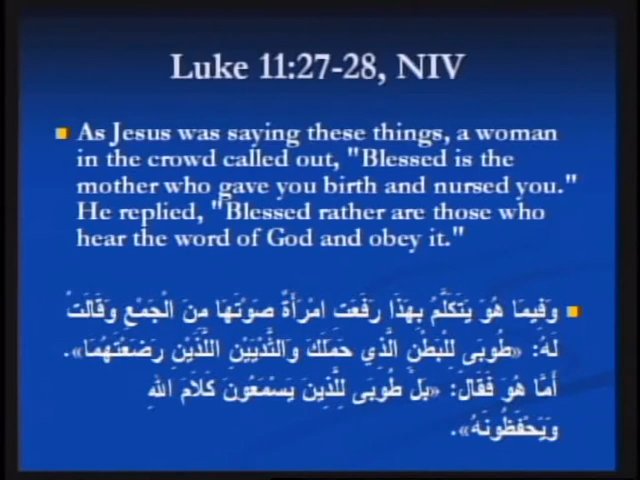 Luke 11:27-28, NIV
As Jesus was saying these things, a woman
in the crowd called out, "Blessed is the
mother who gave you birth and nursed you."
He replied, "Blessed rather are those who
hear the word of God and obey it."
وَفِيمَا هُوَ يَتَكَلَّمُ بِهَذَا رَفَعَتِ امْرَأَةٌ صَوْتَهَا مِنَ الْجَمْعِ وَقَالَتْ
لَهُ: «طُوبَى لِلْبَطْنِ الَّذِي حَمَلَكَ وَالثَّدْيَيْنِ اللَّذَيْنِ رَضَعْتَهُمَا».
أَمَّا هُوَ فَقَالَ: «بَلْ طُوبَى لِلَّذِينَ يَسْمَعُونَ كَلَامَ اللهِ
وَيَحْفَظُونَهُ».